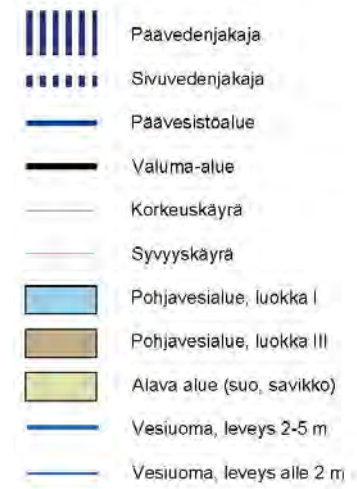 Päävedenjakaja
Sivuvedenjakaja
Päävesistöalue
Valuma-alue
Korkeuskäyrä
Syvyyskäyrä
Pohjavesialue, luokka I
Pohjavesialue, luokka III
Alava alue (suo, savikko)
Vesiuoma, leveys 2-5 m
Vesiuoma, leveys alle 2 m